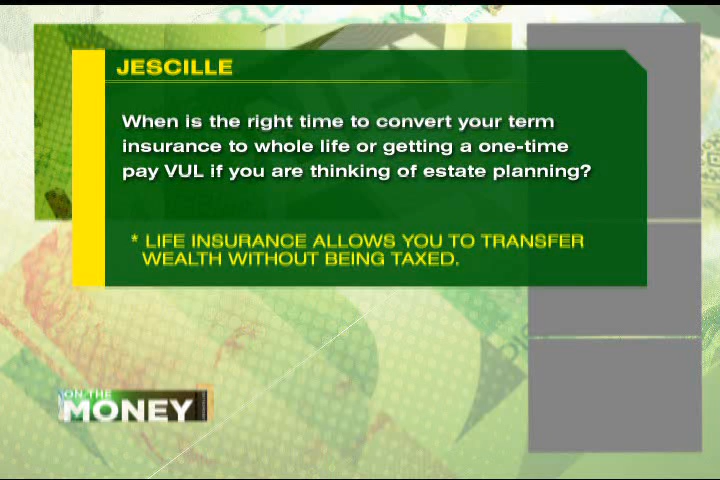 JESCILLE
When is the right time to convert your term
insurance to whole life or getting a one-time
pay VUL if you are thinking of estate planning?
* LIFE INSURANCE ALLOWS YOU TO TRANSFER
WEALTH WITHOUT BEING TAXED.
ON THE
MONEY